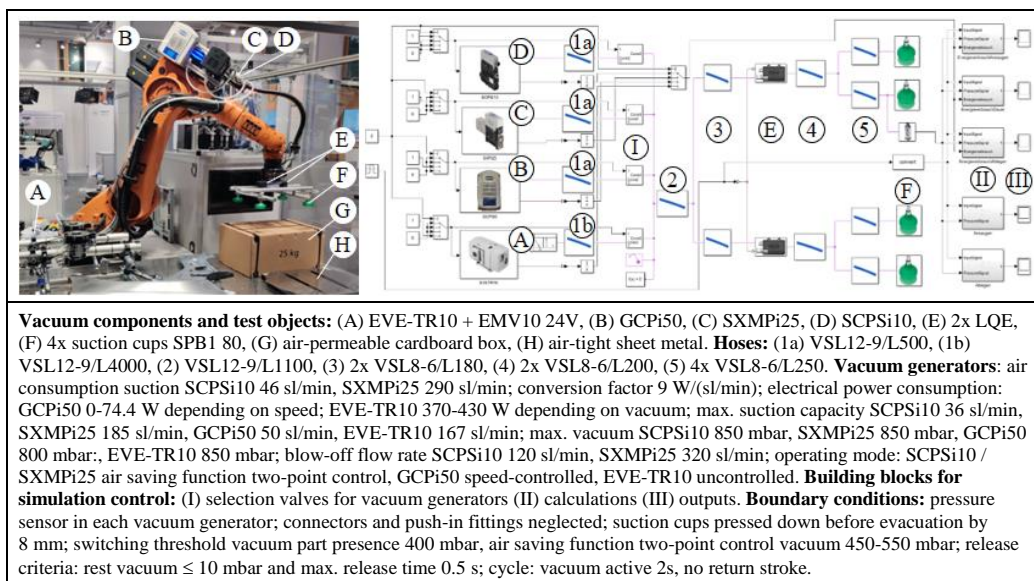 B
C
D
A
E
F
G
H
25 kg
D
1a
C
1a
I
B
1a
2
A
1b
3
E
4
5
F
II
III
convert
Vacuum components and test objects: (A) EVE-TR10 + EMV10 24V, (B) GCPi50, (C) SXMPi25, (D) SCPSi10, (E) 2x LQE,
(F) 4x suction cups SPB1 80, (G) air-permeable cardboard box, (H) air-tight sheet metal. Hoses: (1a) VSL12-9/L500, (1b)
VSL12-9/L4000, (2) VSL12-9/L1100, (3) 2x VSL8-6/L180, (4) 2x VSL8-6/L200, (5) 4x VSL8-6/L250. Vacuum generators: air
consumption suction SCPSi10 46 sl/min, SXMPi25 290 sl/min; conversion factor 9 W/(sl/min); electrical power consumption:
GCPi50 0-74.4 W depending on speed; EVE-TR10 370-430 W depending on vacuum; max. suction capacity SCPSi10 36 sl/min,
SXMPi25 185 sl/min, GCPi50 50 sl/min, EVE-TR10 167 sl/min; max. vacuum SCPSi10 850 mbar, SXMPi25 850 mbar, GCPi50
800 mbar:, EVE-TR10 850 mbar; blow-off flow rate SCPSi10 120 sl/min, SXMPi25 320 sl/min; operating mode: SCPSi10 /
SXMPi25 air saving function two-point control, GCPi50 speed-controlled, EVE-TR10 uncontrolled. Building blocks for
simulation control: (I) selection valves for vacuum generators (II) calculations (III) outputs. Boundary conditions: pressure
sensor in each vacuum generator; connectors and push-in fittings neglected; suction cups pressed down before evacuation by
8 mm; switching threshold vacuum part presence 400 mbar, air saving function two-point control vacuum 450-550 mbar; release
criteria: rest vacuum ≤ 10 mbar and max. release time 0.5 s; cycle: vacuum active 2s, no return stroke.